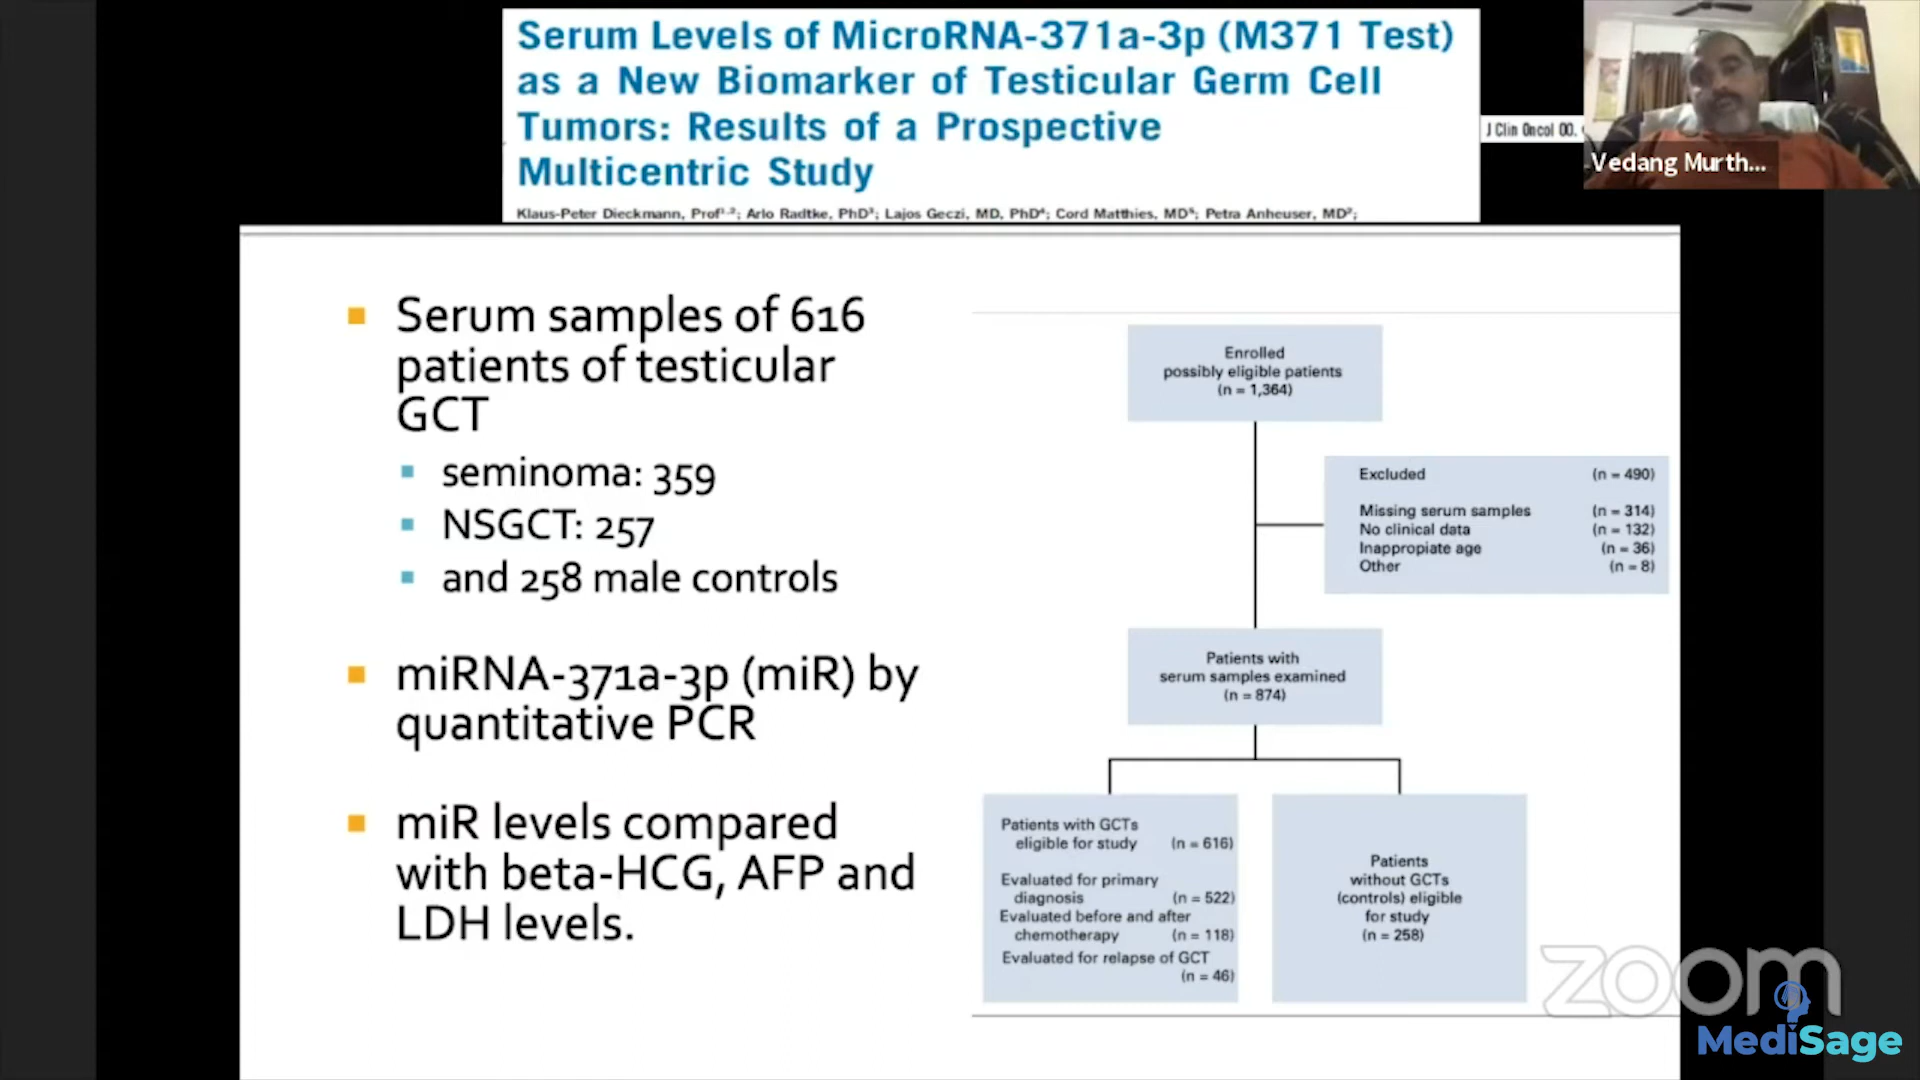 Serum Levels of MicroRNA-371a-3p (M371 Test)
as a New Biomarker of Testicular Germ Cell
Tumors: Results of a Prospective
Multicentric Study
Klaus-Peter Dieckmann, Prof¹·²; Arlo Radtke, PhD³; Lajos Geczi, MD, PhD⁴; Cord Matthies, MD⁵; Petra Anheuser, MD²;
J Clin Oncol 00.
Vedang Murth...
Serum samples of 616
patients of testicular
GCT
seminoma: 359
NSGCT: 257
and 258 male controls
miRNA-371a-3p (miR) by
quantitative PCR
miR levels compared
with beta-HCG, AFP and
LDH levels.
Enrolled
possibly eligible patients
(n = 1,364)
Excluded (n = 490)
Missing serum samples (n = 314)
No clinical data (n = 132)
Inappropiate age (n = 36)
Other (n = 8)
Patients with
serum samples examined
(n = 874)
Patients with GCTs
eligible for study (n = 616)
Evaluated for primary
diagnosis (n = 522)
Evaluated before and after
chemotherapy (n = 118)
Evaluated for relapse of GCT
(n = 46)
Patients
without GCTs
(controls) eligible
for study
(n = 258)
zoom
MediSage